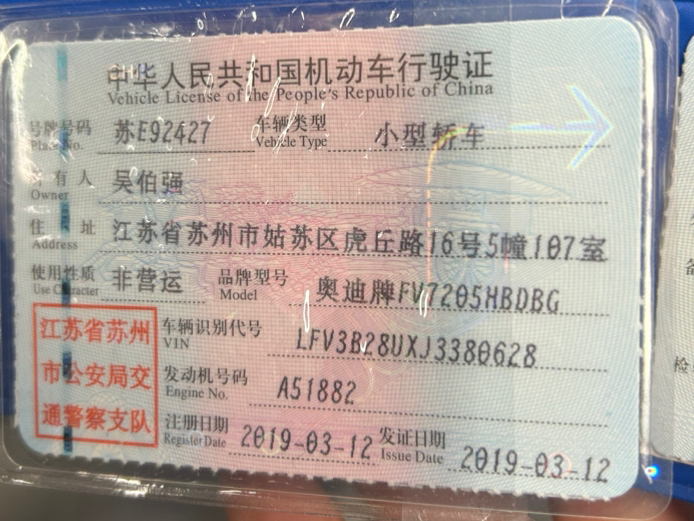 中华人民共和国机动车行驶证
Vehicle License of the People's Republic of China
号牌号码 苏E92427 车辆类型 小型轿车
Plate No. Vehicle Type
所有人 吴伯强
Owner
住址 江苏省苏州市姑苏区虎丘路16号5幢107室
Address
使用性质 非营运 品牌型号 奥迪牌FV7205HBDBG
Use Character Model
江苏省苏州
市公安局交
通警察支队
车辆识别代号 LFV3B28UXJ3380628
VIN
发动机号码 A51882
Engine No.
注册日期 2019-03-12 发证日期 2019-03-12
Register Date Issue Date
检